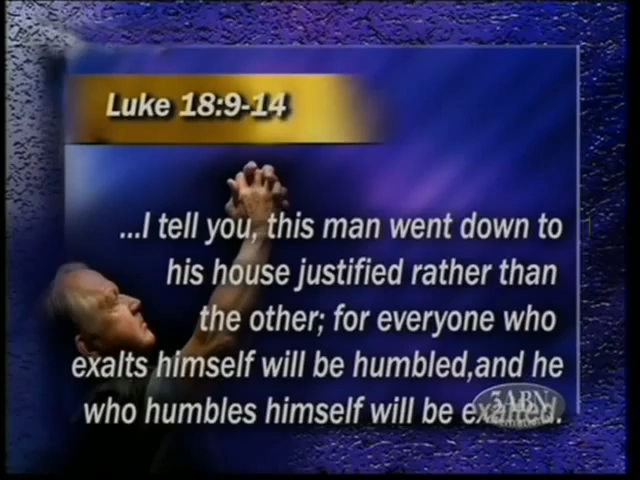 Luke 18:9-14
...I tell you, this man went down to
his house justified rather than
the other; for everyone who
exalts himself will be humbled,and he
who humbles himself will be exalted.
3ABN